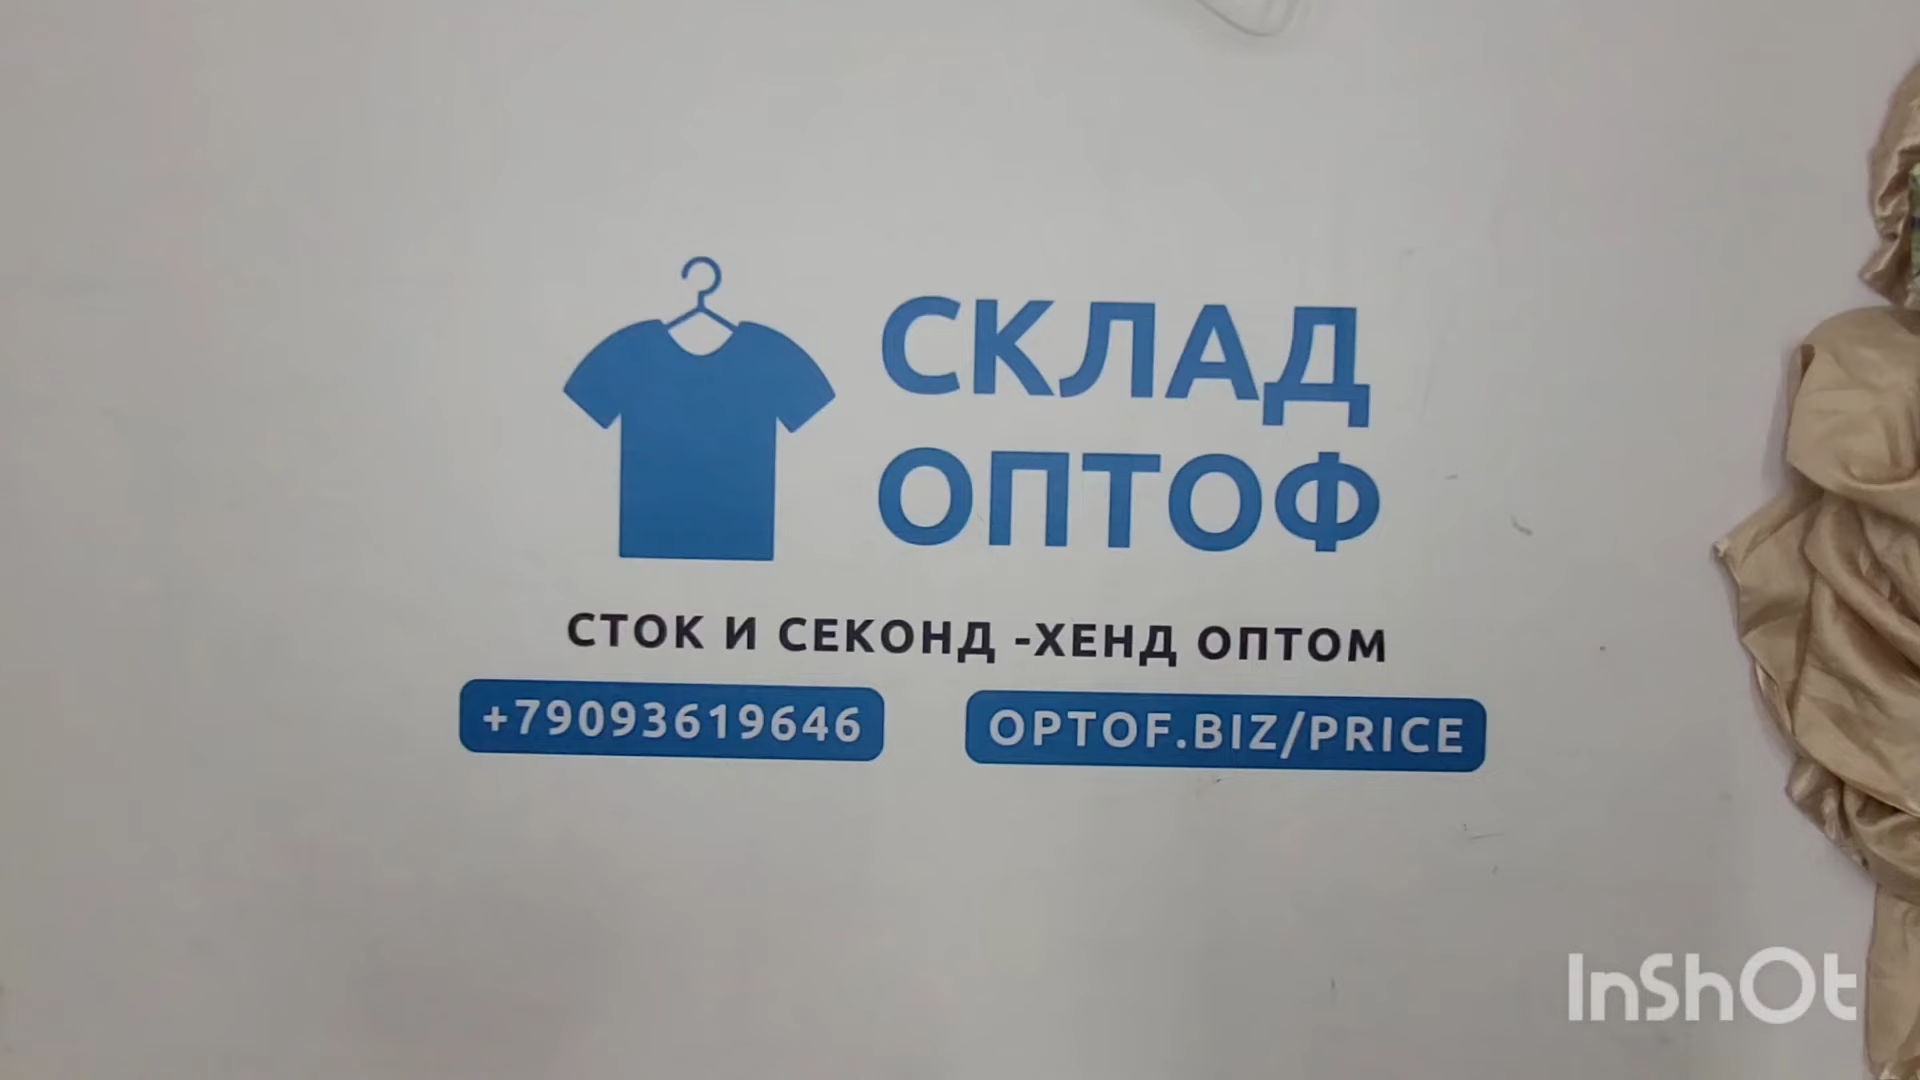 СКЛАД
ОПТОФ
СТОК И СЕКОНД -ХЕНД ОПТОМ
+79093619646 OPTOF.BIZ/PRICE
InShOt